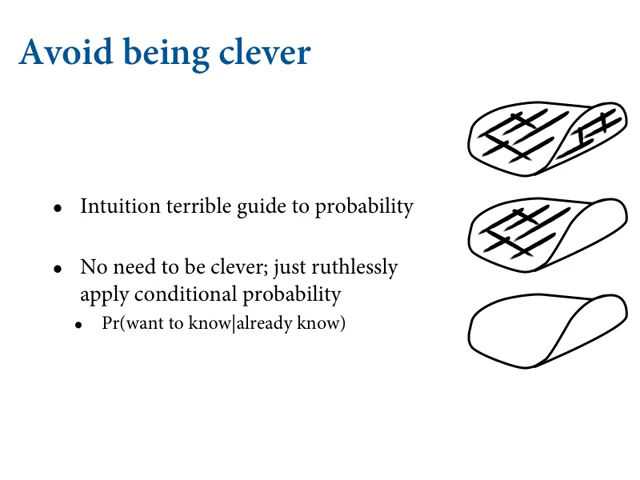 Avoid being clever
• Intuition terrible guide to probability
• No need to be clever; just ruthlessly
apply conditional probability
• Pr(want to know|already know)